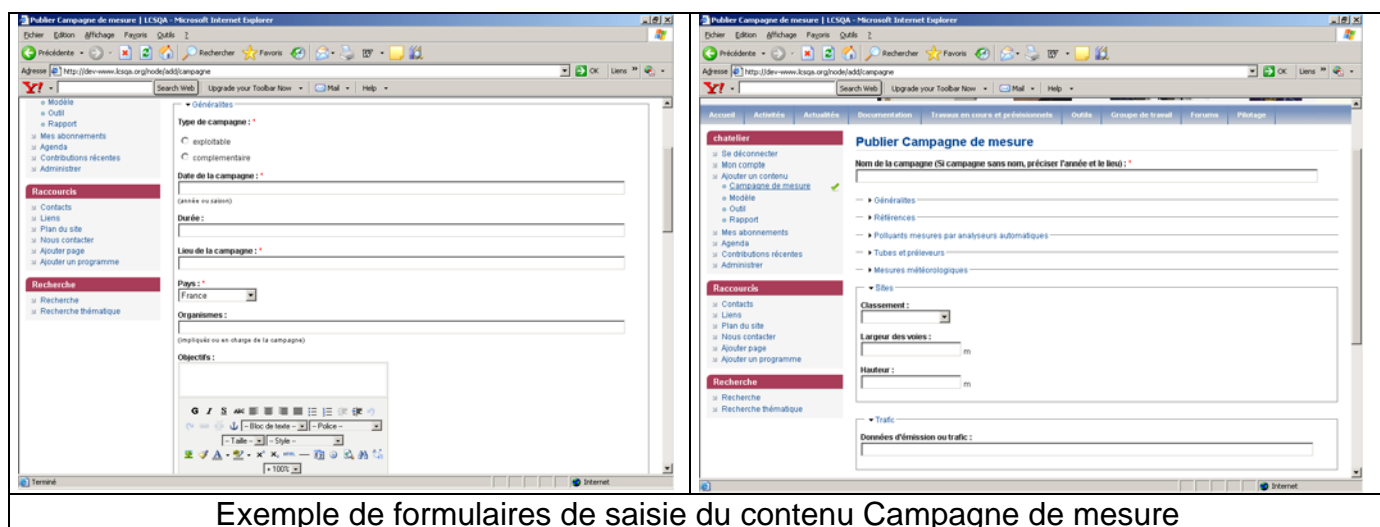 Publier Campagne de mesure | LCSQA - Microsoft Internet Explorer
Fichier Edition Affichage Favoris Outils ?
Précédente Rechercher Favoris
Adresse http://dev-www.lcsqa.org/node/add/campagne OK Liens »
Y! Search Web Upgrade your Toolbar Now Mail Help
Modèle
Outil
Rapport
Mes abonnements
Agenda
Contributions récentes
Administrer
Raccourcis
Contacts
Liens
Plan du site
Nous contacter
Ajouter page
Ajouter un programme
Recherche
Recherche
Recherche thématique
Généralites
Type de campagne : *
exploitable
complementaire
Date de la campagne : *
(année ou saison)
Durée :
Lieu de la campagne : *
Pays : *
France
Organismes :
(impliqués ou en charge de la campagne)
Objectifs :
G I S ABC
-- Bloc de texte -- -- Police --
-- Taille -- -- Style --
+ 100%
Terminé Internet
Publier Campagne de mesure | LCSQA - Microsoft Internet Explorer
Fichier Edition Affichage Favoris Outils ?
Précédente Rechercher Favoris
Adresse http://dev-www.lcsqa.org/node/add/campagne OK Liens »
Y! Search Web Upgrade your Toolbar Now Mail Help
Accueil Activités Actualités Documentation Travaux en cours et prévisionnels Outils Groupe de travail Forums Pilotage
chatelier
Se déconnecter
Mon compte
Ajouter un contenu
Campagne de mesure
Modèle
Outil
Rapport
Mes abonnements
Agenda
Contributions récentes
Administrer
Raccourcis
Contacts
Liens
Plan du site
Nous contacter
Ajouter page
Ajouter un programme
Recherche
Recherche
Recherche thématique
Publier Campagne de mesure
Nom de la campagne (Si campagne sans nom, préciser l'année et le lieu) : *
Généralites
Références
Polluants mesures par analyseurs automatiques
Tubes et préleveurs
Mesures météorologiques
Sites
Classement :
Largeur des voies :
m
Hauteur :
m
Trafic
Données d'émission ou trafic :
Internet
Exemple de formulaires de saisie du contenu Campagne de mesure